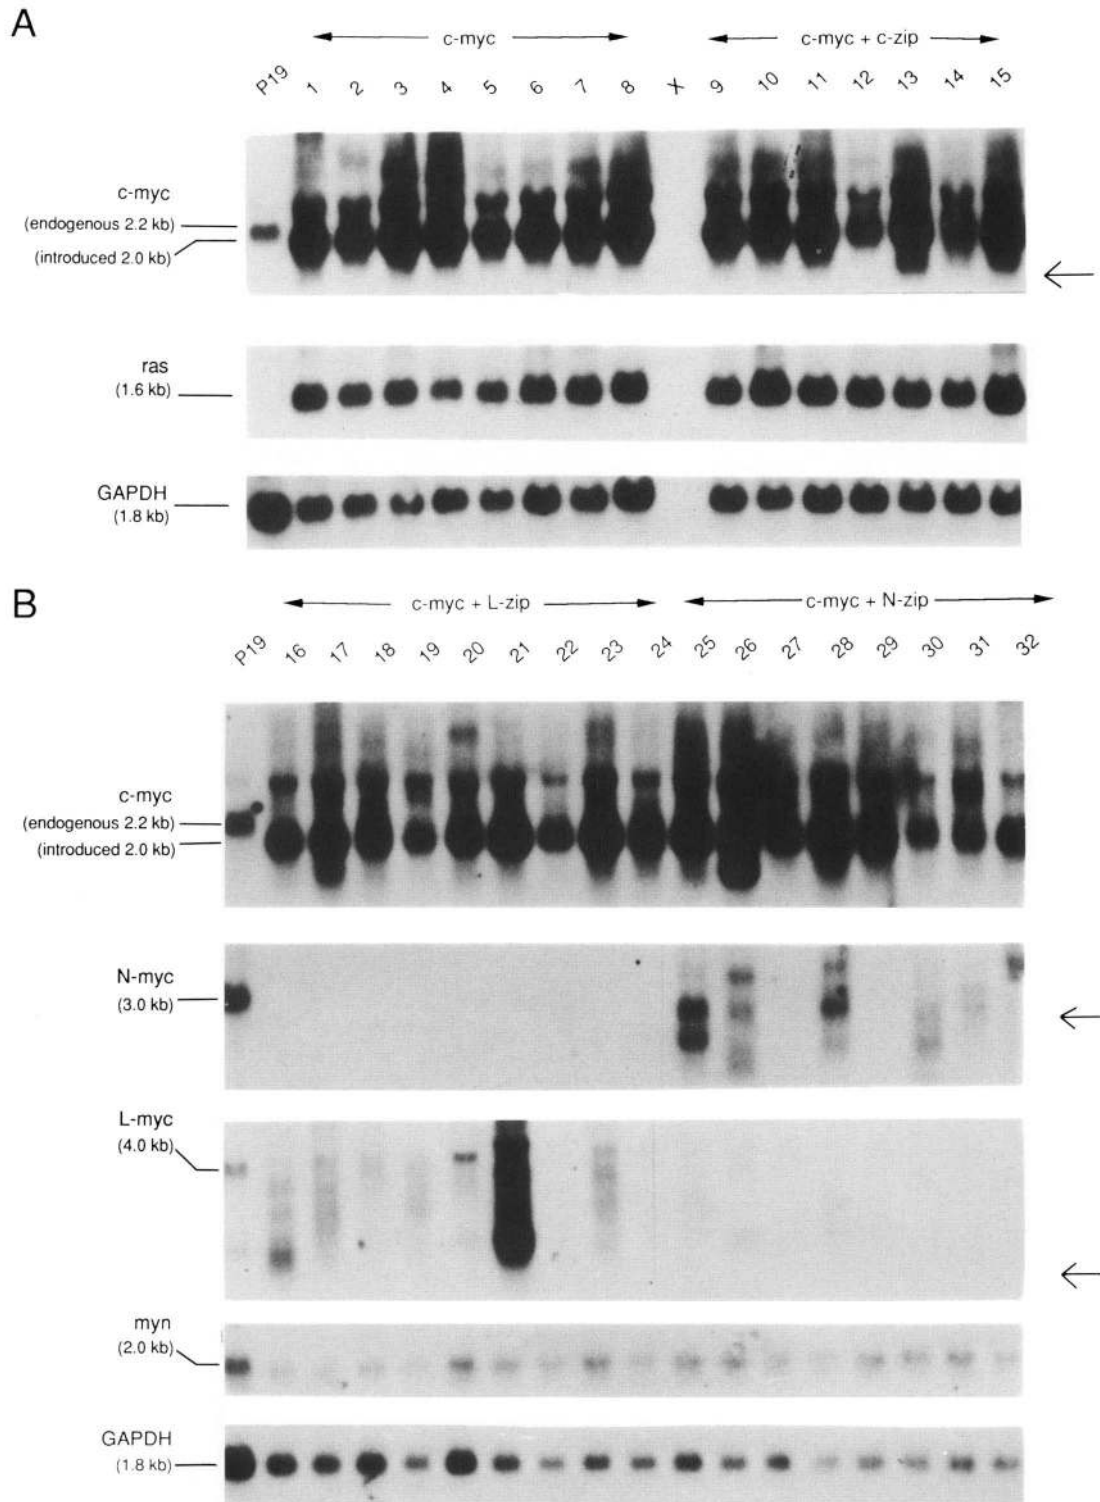 A
c-myc
c-myc + c-zip
P19 1 2 3 4 5 6 7 8 X 9 10 11 12 13 14 15
c-myc
(endogenous 2.2 kb)
(introduced 2.0 kb)
ras
(1.6 kb)
GAPDH
(1.8 kb)
B
c-myc + L-zip
c-myc + N-zip
P19 16 17 18 19 20 21 22 23 24 25 26 27 28 29 30 31 32
c-myc
(endogenous 2.2 kb)
(introduced 2.0 kb)
N-myc
(3.0 kb)
L-myc
(4.0 kb)
myn
(2.0 kb)
GAPDH
(1.8 kb)